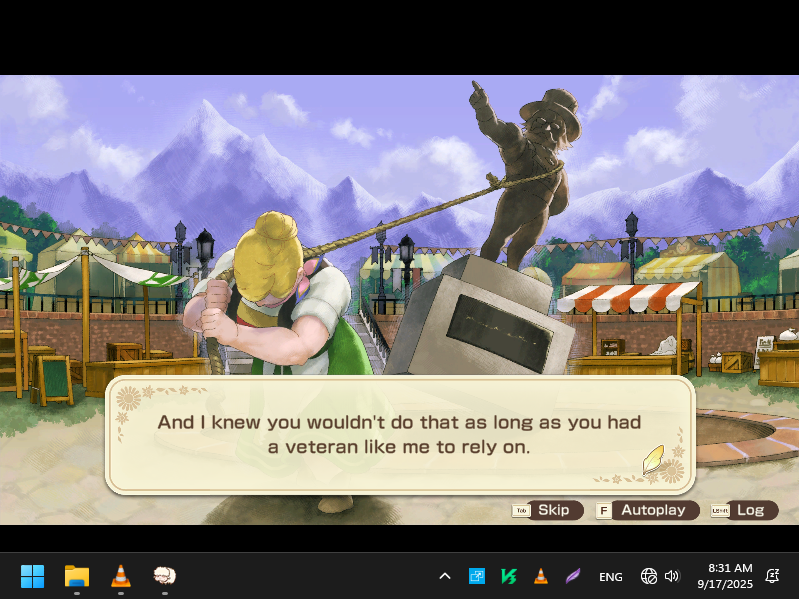 And I knew you wouldn't do that as long as you had
a veteran like me to rely on.
Tab Skip F Autoplay LShift Log
ENG
8:31 AM
9/17/2025